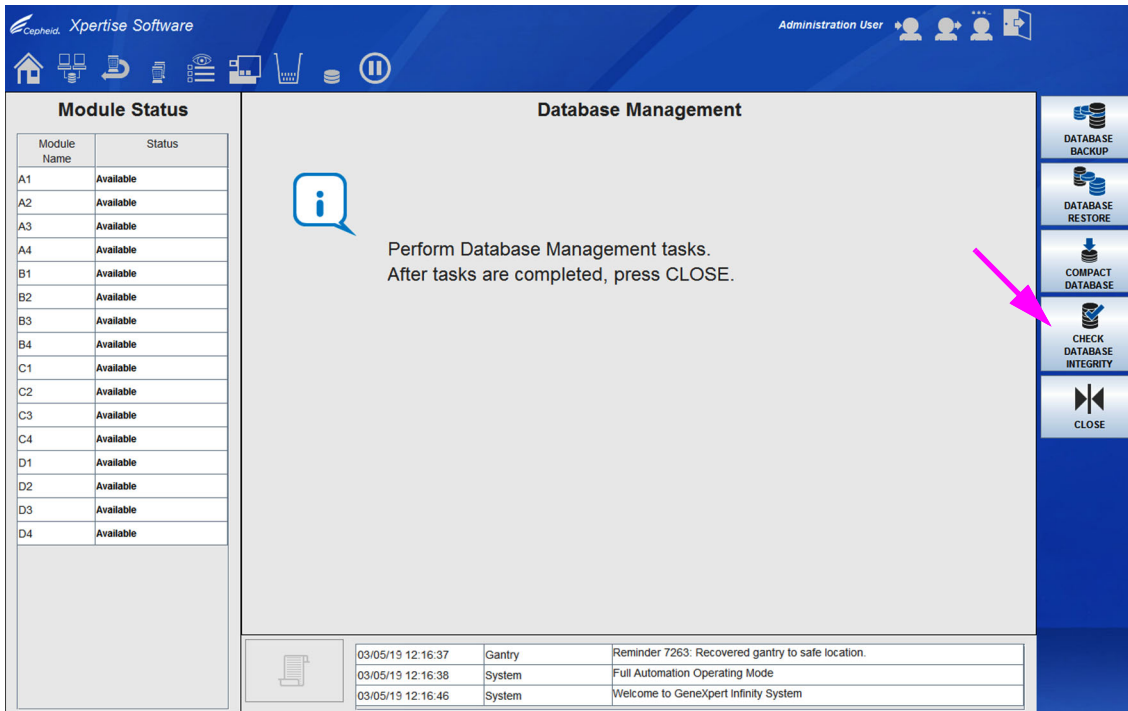 Cepheid. Xpertise Software
Administration User
Module Status
Module Name Status
A1 Available
A2 Available
A3 Available
A4 Available
B1 Available
B2 Available
B3 Available
B4 Available
C1 Available
C2 Available
C3 Available
C4 Available
D1 Available
D2 Available
D3 Available
D4 Available
Database Management
Perform Database Management tasks.
After tasks are completed, press CLOSE.
03/05/19 12:16:37 Gantry Reminder 7263: Recovered gantry to safe location.
03/05/19 12:16:38 System Full Automation Operating Mode
03/05/19 12:16:46 System Welcome to GeneXpert Infinity System
DATABASE
BACKUP
DATABASE
RESTORE
COMPACT
DATABASE
CHECK
DATABASE
INTEGRITY
CLOSE